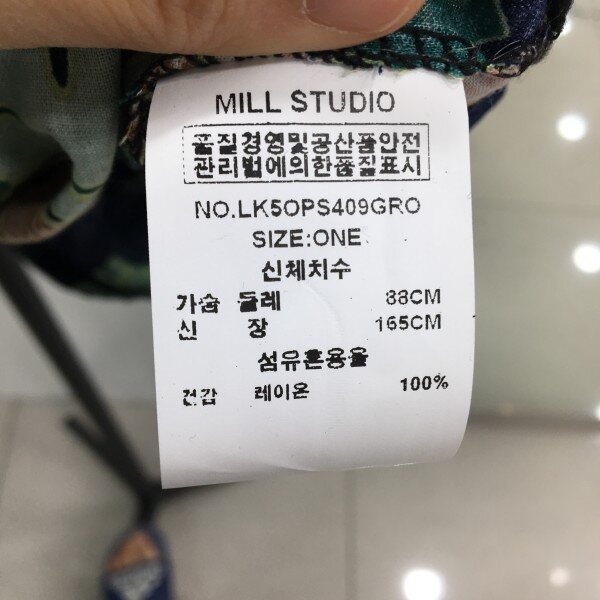 MILL STUDIO
품질경영및공산품안전
관리법에의한품질표시
NO.LK5OPS409GRO
SIZE:ONE
신체치수
가슴 둘레 88CM
신 장 165CM
섬유혼용율
겉감 레이온 100%